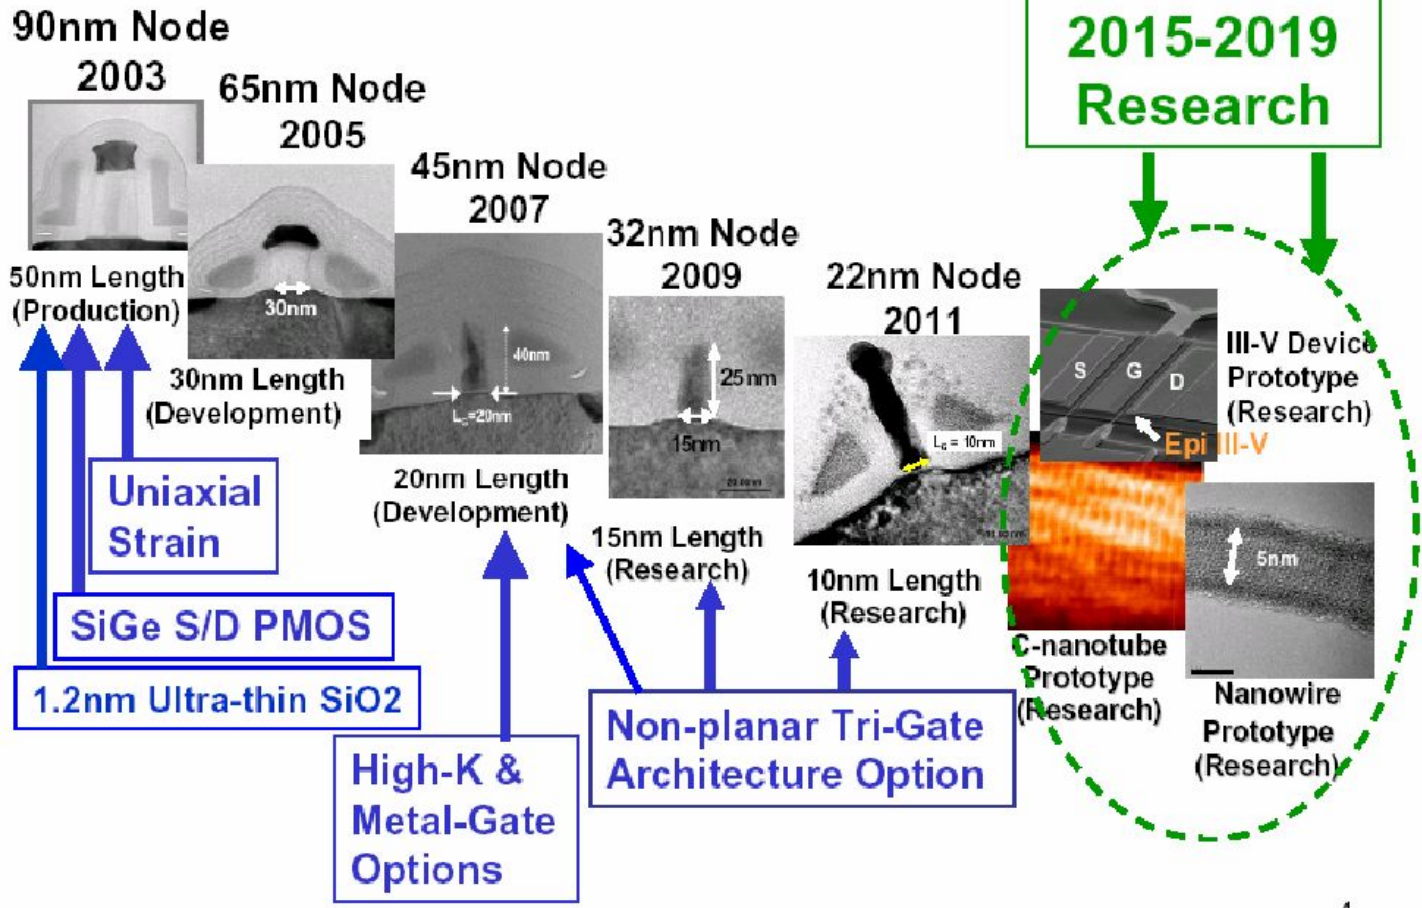 90nm Node
2003
50nm Length
(Production)
65nm Node
2005
30nm
30nm Length
(Development)
45nm Node
2007
40nm
20nm Length
(Development)
32nm Node
2009
25nm
15nm
15nm Length
(Research)
22nm Node
2011
10nm Length
(Research)
2015-2019
Research
S G D
Epi III-V
III-V Device
Prototype
(Research)
C-nanotube
Prototype
(Research)
5nm
Nanowire
Prototype
(Research)
Uniaxial
Strain
SiGe S/D PMOS
1.2nm Ultra-thin SiO2
High-K &
Metal-Gate
Options
Non-planar Tri-Gate
Architecture Option